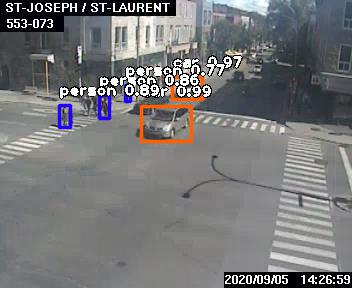 ST-JOSEPH / ST-LAURENT
553-073
car 0.97
person 0.77
person 0.86
person 0.89
r 0.99
2020/09/05 14:26:59